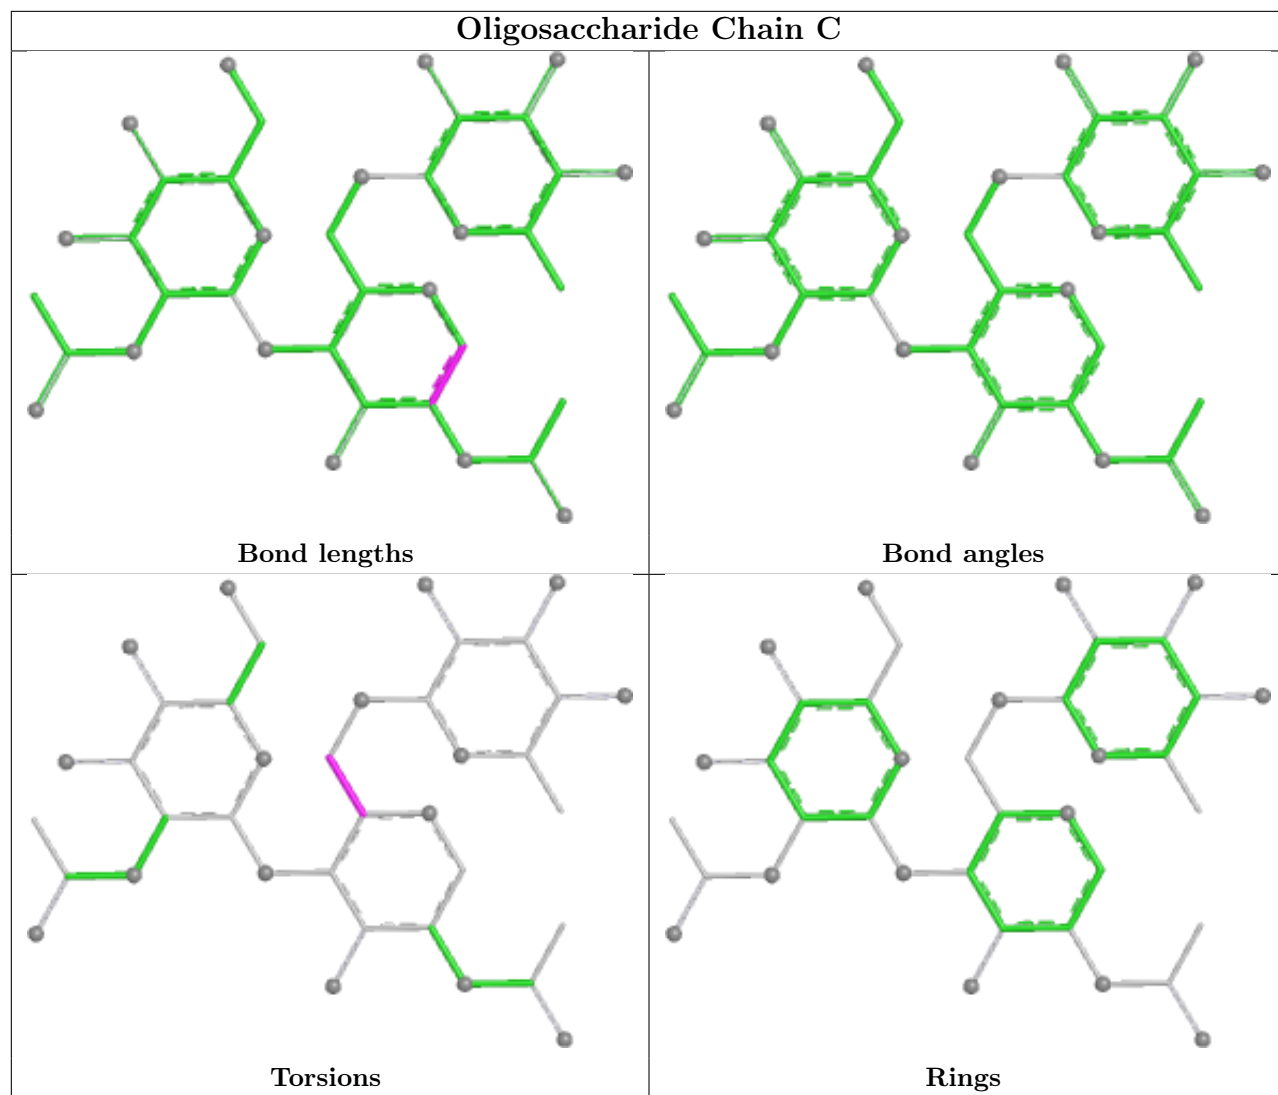 Oligosaccharide Chain C
Bond lengths
Bond angles
Torsions
Rings